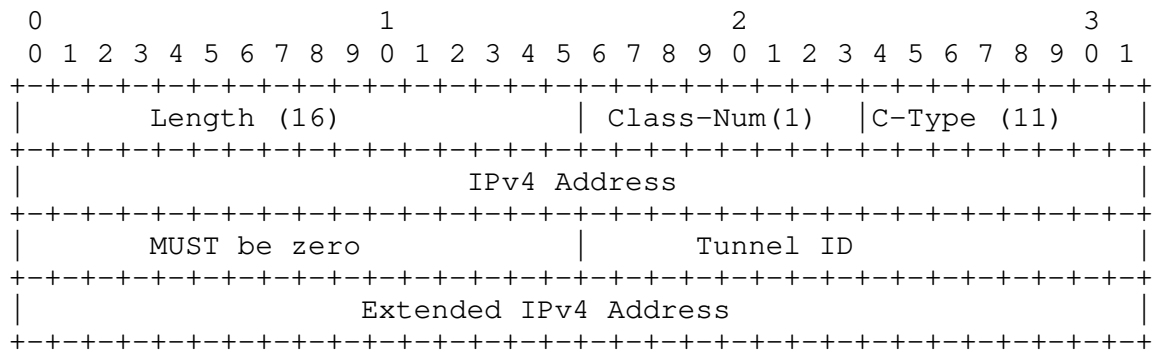 0                   1                   2                   3
 0 1 2 3 4 5 6 7 8 9 0 1 2 3 4 5 6 7 8 9 0 1 2 3 4 5 6 7 8 9 0 1
+-+-+-+-+-+-+-+-+-+-+-+-+-+-+-+-+-+-+-+-+-+-+-+-+-+-+-+-+-+-+-+-+
|       Length (16)             | Class-Num(1)  |C-Type (11)    |
+-+-+-+-+-+-+-+-+-+-+-+-+-+-+-+-+-+-+-+-+-+-+-+-+-+-+-+-+-+-+-+-+
|                         IPv4 Address                          |
+-+-+-+-+-+-+-+-+-+-+-+-+-+-+-+-+-+-+-+-+-+-+-+-+-+-+-+-+-+-+-+-+
|       MUST be zero            |      Tunnel ID                |
+-+-+-+-+-+-+-+-+-+-+-+-+-+-+-+-+-+-+-+-+-+-+-+-+-+-+-+-+-+-+-+-+
|                   Extended IPv4 Address                       |
+-+-+-+-+-+-+-+-+-+-+-+-+-+-+-+-+-+-+-+-+-+-+-+-+-+-+-+-+-+-+-+-+